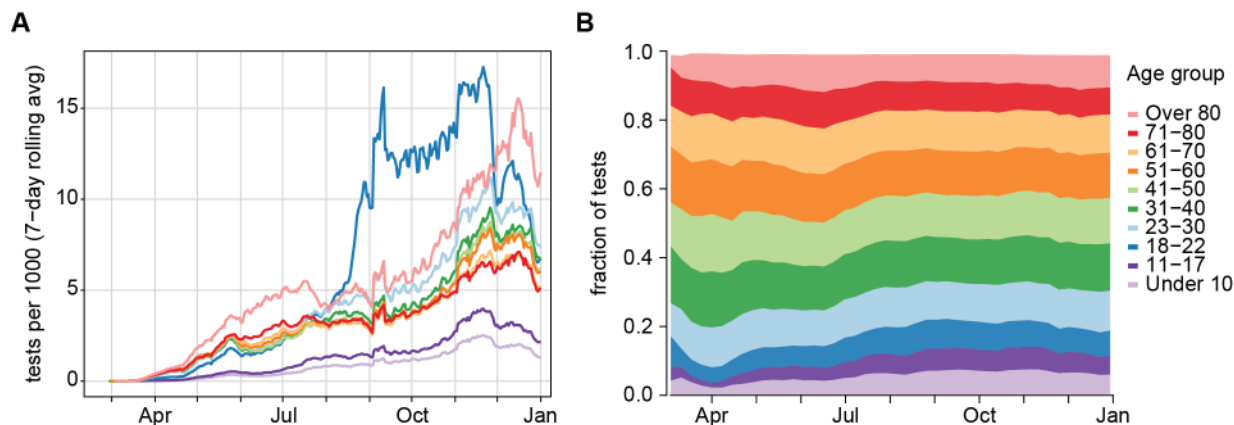 A
tests per 1000 (7−day rolling avg)
15
10
5
0
Apr
Jul
Oct
Jan
B
fraction of tests
1.0
0.8
0.6
0.4
0.2
0.0
Apr
Jul
Oct
Jan
Age group
Over 80
71−80
61−70
51−60
41−50
31−40
23−30
18−22
11−17
Under 10